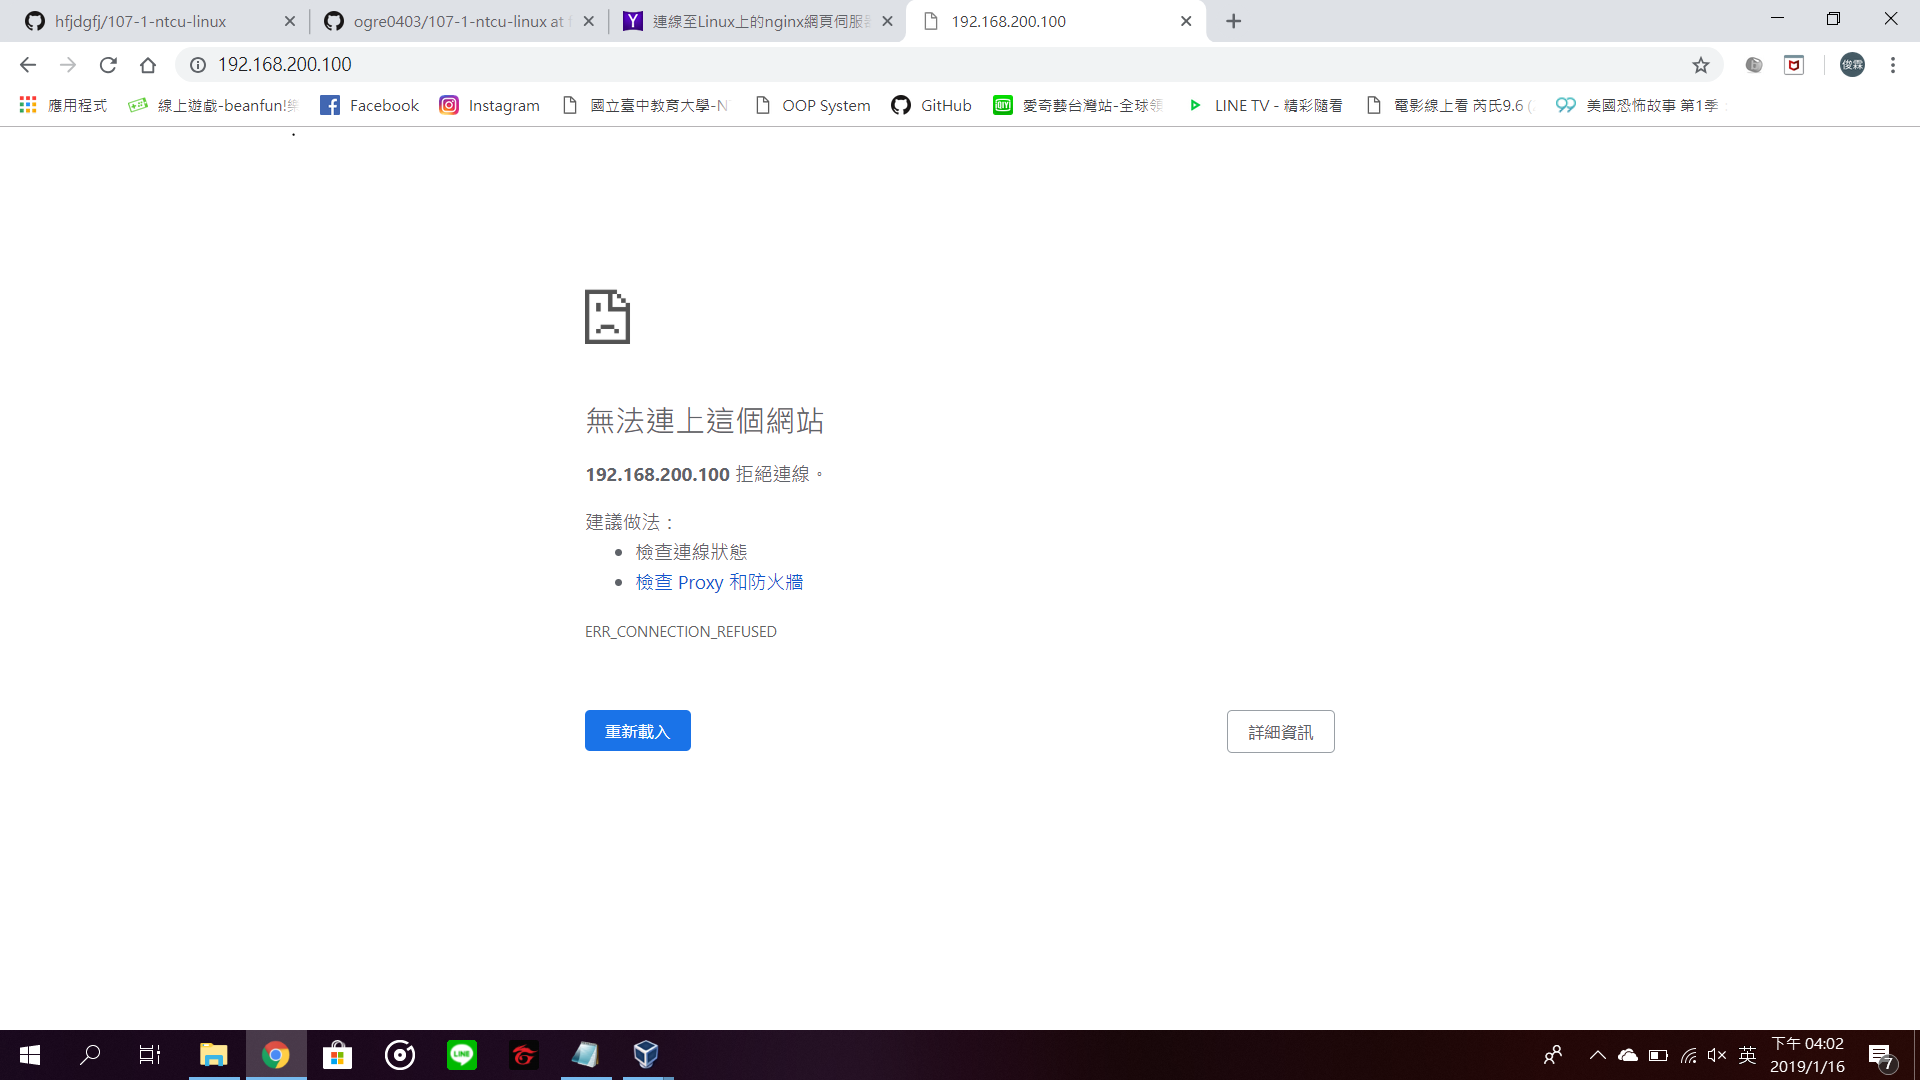 hfjdgfj/107-1-ntcu-linux
ogre0403/107-1-ntcu-linux at
連線至Linux上的nginx網頁伺服
192.168.200.100
192.168.200.100
俊霖
應用程式
線上遊戲-beanfun!
Facebook
Instagram
國立臺中教育大學-N
OOP System
GitHub
愛奇藝台灣站-全球領
LINE TV - 精彩隨看
電影線上看 芮氏9.6 (
美國恐怖故事 第1季
無法連上這個網站
192.168.200.100 拒絕連線。
建議做法：
檢查連線狀態
檢查 Proxy 和防火牆
ERR_CONNECTION_REFUSED
重新載入
詳細資訊
LINE
英
下午 04:02
2019/1/16
7